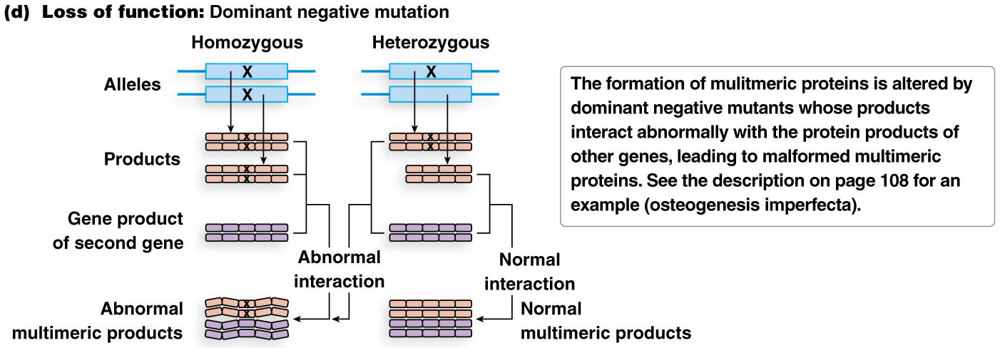 (d) Loss of function: Dominant negative mutation
Homozygous
Heterozygous
Alleles
X
X
X
Products
x
x
x
x
x
x
Gene product
of second gene
Abnormal
interaction
Normal
interaction
Abnormal
multimeric products
x
x
Normal
multimeric products
The formation of mulitmeric proteins is altered by
dominant negative mutants whose products
interact abnormally with the protein products of
other genes, leading to malformed multimeric
proteins. See the description on page 108 for an
example (osteogenesis imperfecta).